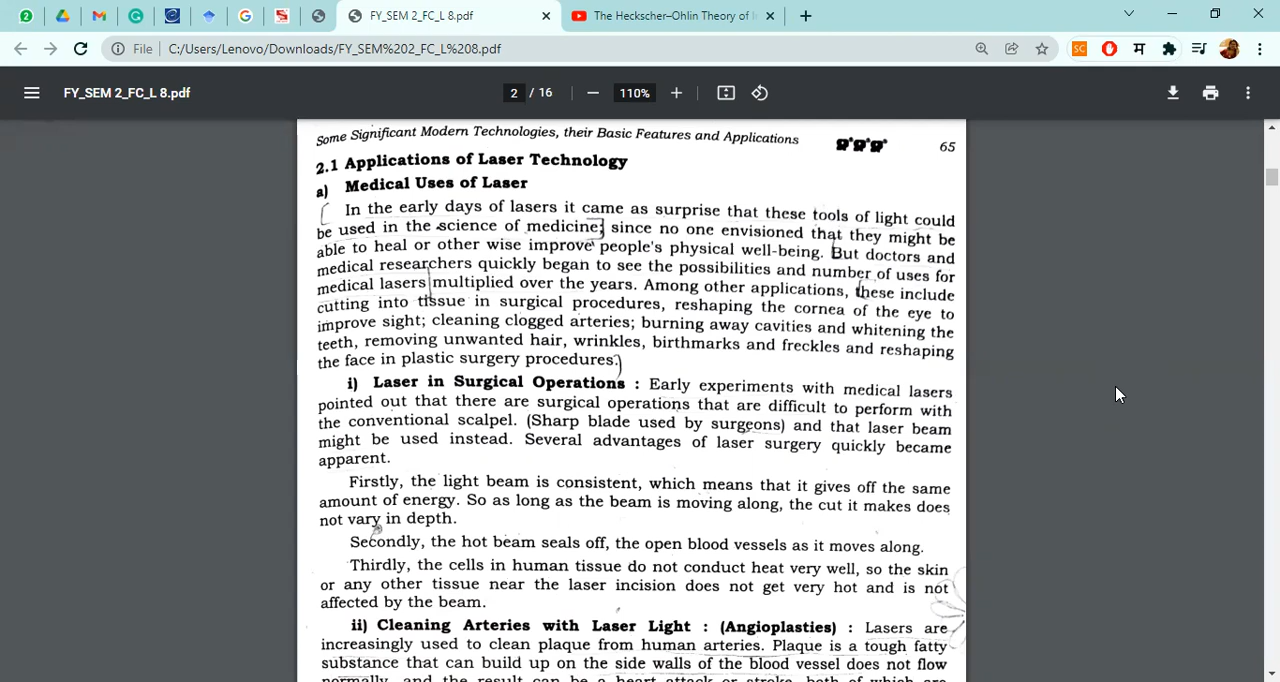 FY_SEM 2_FC_L 8.pdf
The Heckscher–Ohlin Theory of I
File C:/Users/Lenovo/Downloads/FY_SEM%202_FC_L%208.pdf
FY_SEM 2_FC_L 8.pdf
2 / 16
110%
Some Significant Modern Technologies, their Basic Features and Applications 65
2.1 Applications of Laser Technology
a) Medical Uses of Laser
In the early days of lasers it came as surprise that these tools of light could
be used in the science of medicine; since no one envisioned that they might be
able to heal or other wise improve people's physical well-being. But doctors and
medical researchers quickly began to see the possibilities and number of uses for
medical lasers multiplied over the years. Among other applications, these include
cutting into tissue in surgical procedures, reshaping the cornea of the eye to
improve sight; cleaning clogged arteries; burning away cavities and whitening the
teeth, removing unwanted hair, wrinkles, birthmarks and freckles and reshaping
the face in plastic surgery procedures.
i) Laser in Surgical Operations : Early experiments with medical lasers
pointed out that there are surgical operations that are difficult to perform with
the conventional scalpel. (Sharp blade used by surgeons) and that laser beam
might be used instead. Several advantages of laser surgery quickly became
apparent.
Firstly, the light beam is consistent, which means that it gives off the same
amount of energy. So as long as the beam is moving along, the cut it makes does
not vary in depth.
Secondly, the hot beam seals off, the open blood vessels as it moves along.
Thirdly, the cells in human tissue do not conduct heat very well, so the skin
or any other tissue near the laser incision does not get very hot and is not
affected by the beam.
ii) Cleaning Arteries with Laser Light : (Angioplasties) : Lasers are
increasingly used to clean plaque from human arteries. Plaque is a tough fatty
substance that can build up on the side walls of the blood vessel does not flow
normally, and the result can be a heart attack or stroke, both of which are